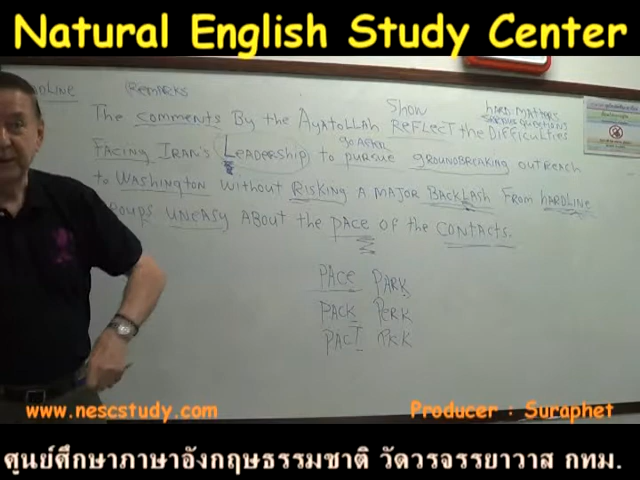 Natural English Study Center
(Remarks
Show
hard matters
serious questions
The comments By the Ayatollah Reflect the Difficulties
go after
Facing Iran's Leadership to pursue groundbreaking outreach
to Washington without Risking a major Backlash from hardline
uneasy about the pace of the contacts.
PACe PARK
PACK PeRK
PACT
www.nescstudy.com
Producer : Suraphet
ศูนย์ศึกษาภาษาอังกฤษธรรมชาติ วัดวรจรรยาวาส กทม.